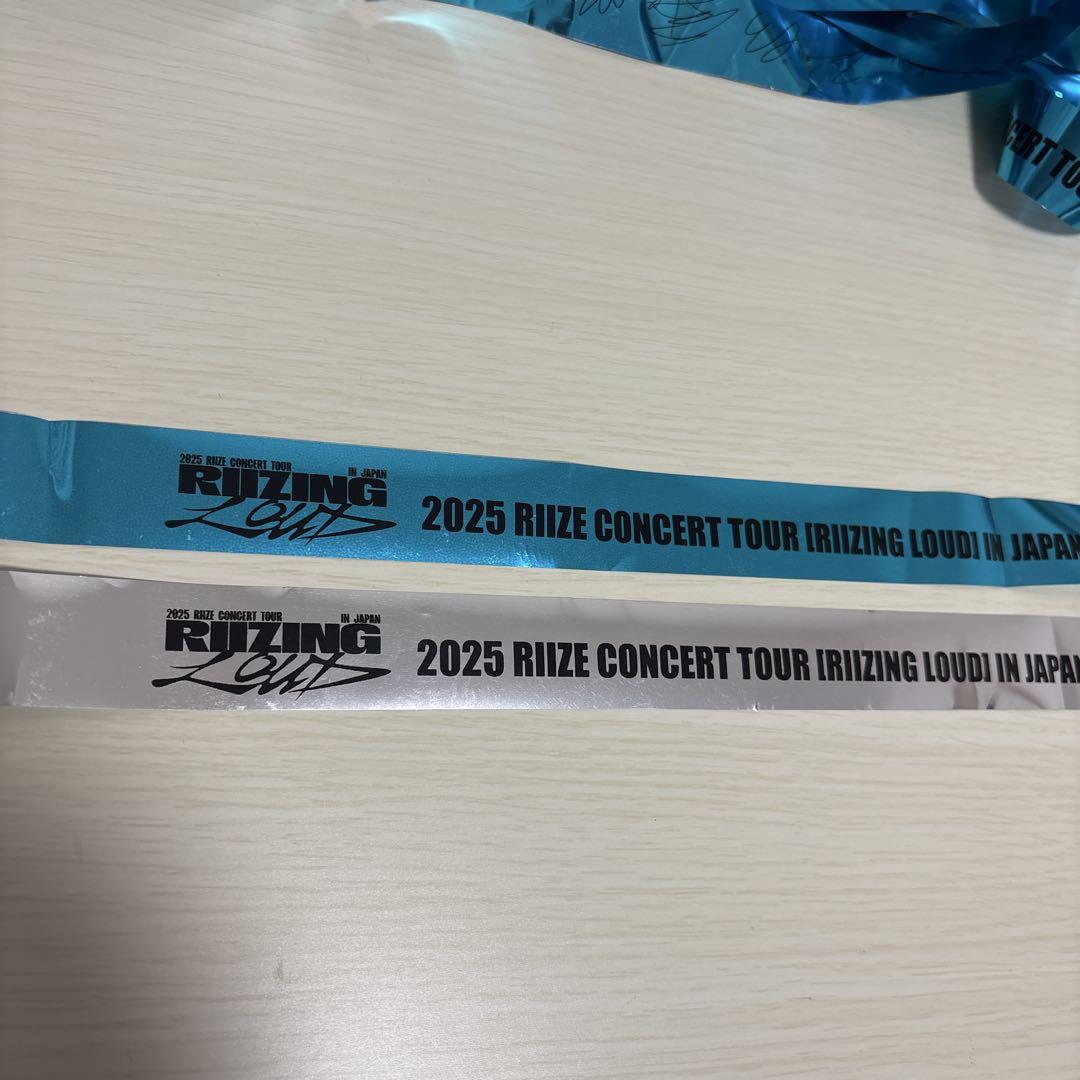 CERT TOU
2025 RIIZE CONCERT TOUR
IN JAPAN
RIIZING
LOUD
2025 RIIZE CONCERT TOUR [RIIZING LOUD] IN JAPAN
2025 RIIZE CONCERT TOUR
IN JAPAN
RIIZING
LOUD
2025 RIIZE CONCERT TOUR [RIIZING LOUD] IN JAPAN